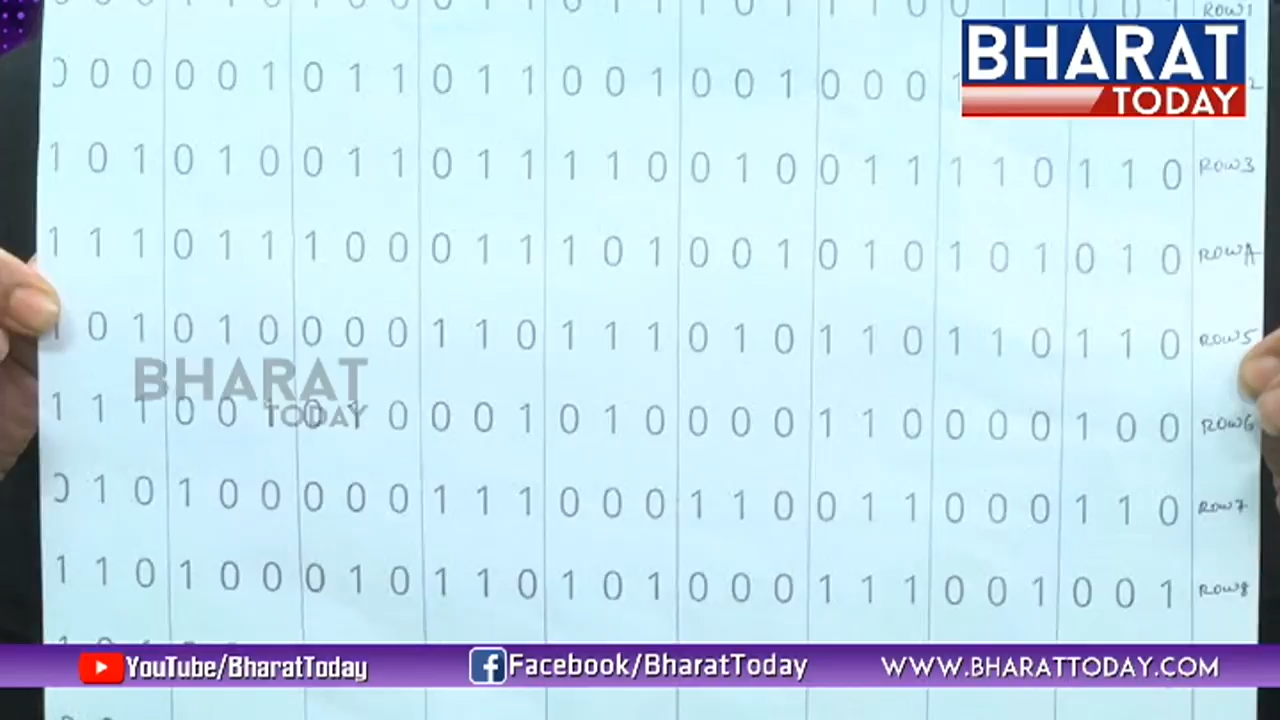 ROW1
BHARAT
TODAY
0 0 0 0 0 1 0 1 1 0 1 1 0 0 1 0 0 1 0 0 0
1 0 1 0 1 0 0 1 1 0 1 1 1 1 0 0 1 0 0 1 1 1 1 0 1 1 0 ROW3
1 1 1 0 1 1 1 0 0 0 1 1 1 0 1 0 0 1 0 1 0 1 0 1 0 1 0 ROW4
1 0 1 0 1 0 0 0 0 1 1 0 1 1 1 0 1 0 1 1 0 1 1 0 1 1 0 ROW5
BHARAT
TODAY
1 1 1 0 0 1 0 1 0 0 0 1 0 1 0 0 0 0 1 1 0 0 0 0 1 0 0 ROW6
0 1 0 1 0 0 0 0 0 1 1 1 0 0 0 1 1 0 0 1 1 0 0 0 1 1 0 ROW7
1 1 0 1 0 0 0 1 0 1 1 0 1 0 1 0 0 0 1 1 1 0 0 1 0 0 1 ROW8
YouTube/BharatToday
Facebook/BharatToday
WWW.BHARATTODAY.COM